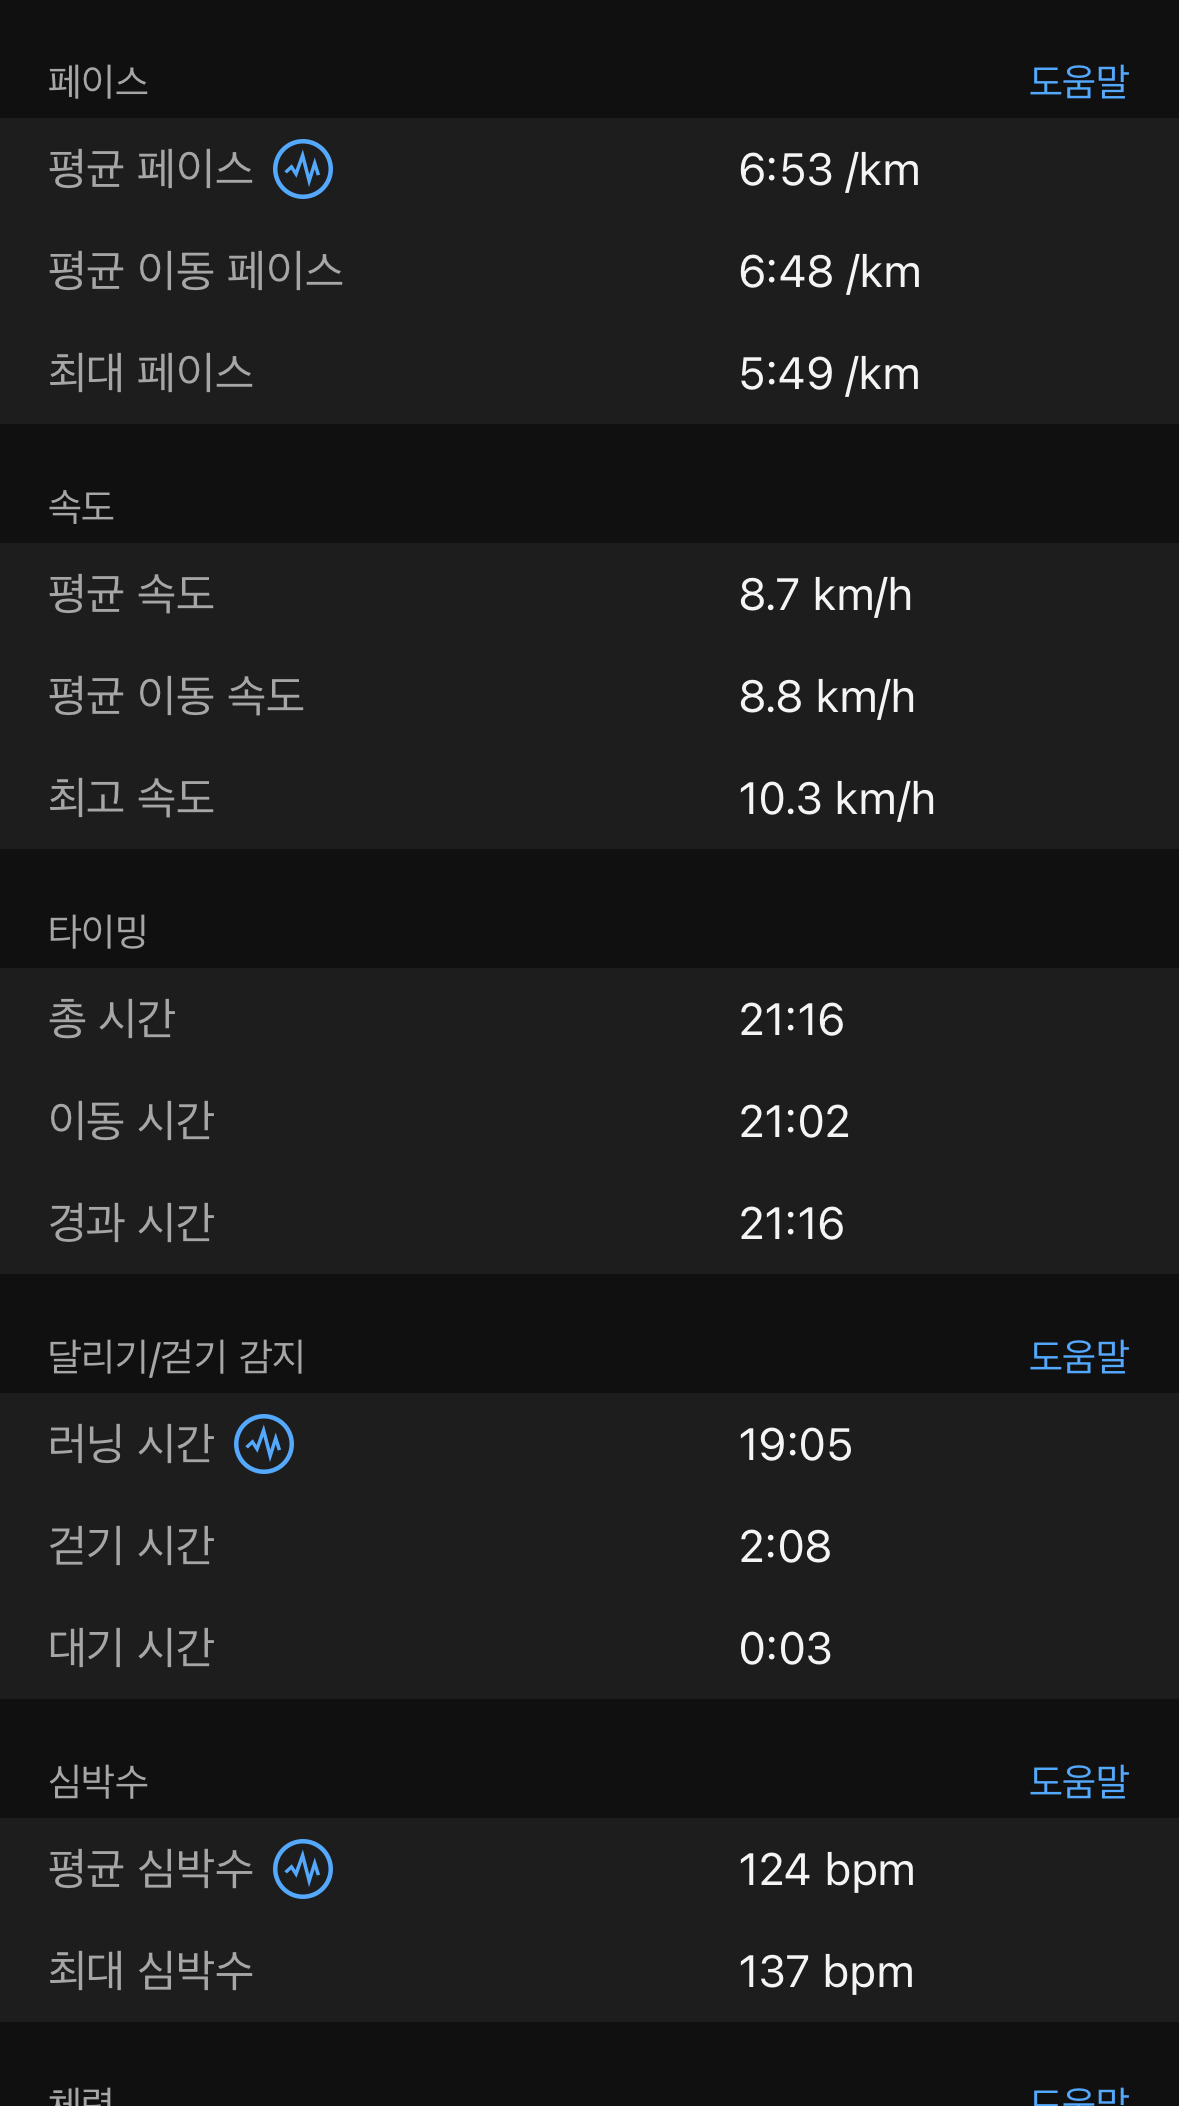 페이스 도움말
평균 페이스 6:53 /km
평균 이동 페이스 6:48 /km
최대 페이스 5:49 /km
속도
평균 속도 8.7 km/h
평균 이동 속도 8.8 km/h
최고 속도 10.3 km/h
타이밍
총 시간 21:16
이동 시간 21:02
경과 시간 21:16
달리기/걷기 감지 도움말
러닝 시간 19:05
걷기 시간 2:08
대기 시간 0:03
심박수 도움말
평균 심박수 124 bpm
최대 심박수 137 bpm
체력 도움말